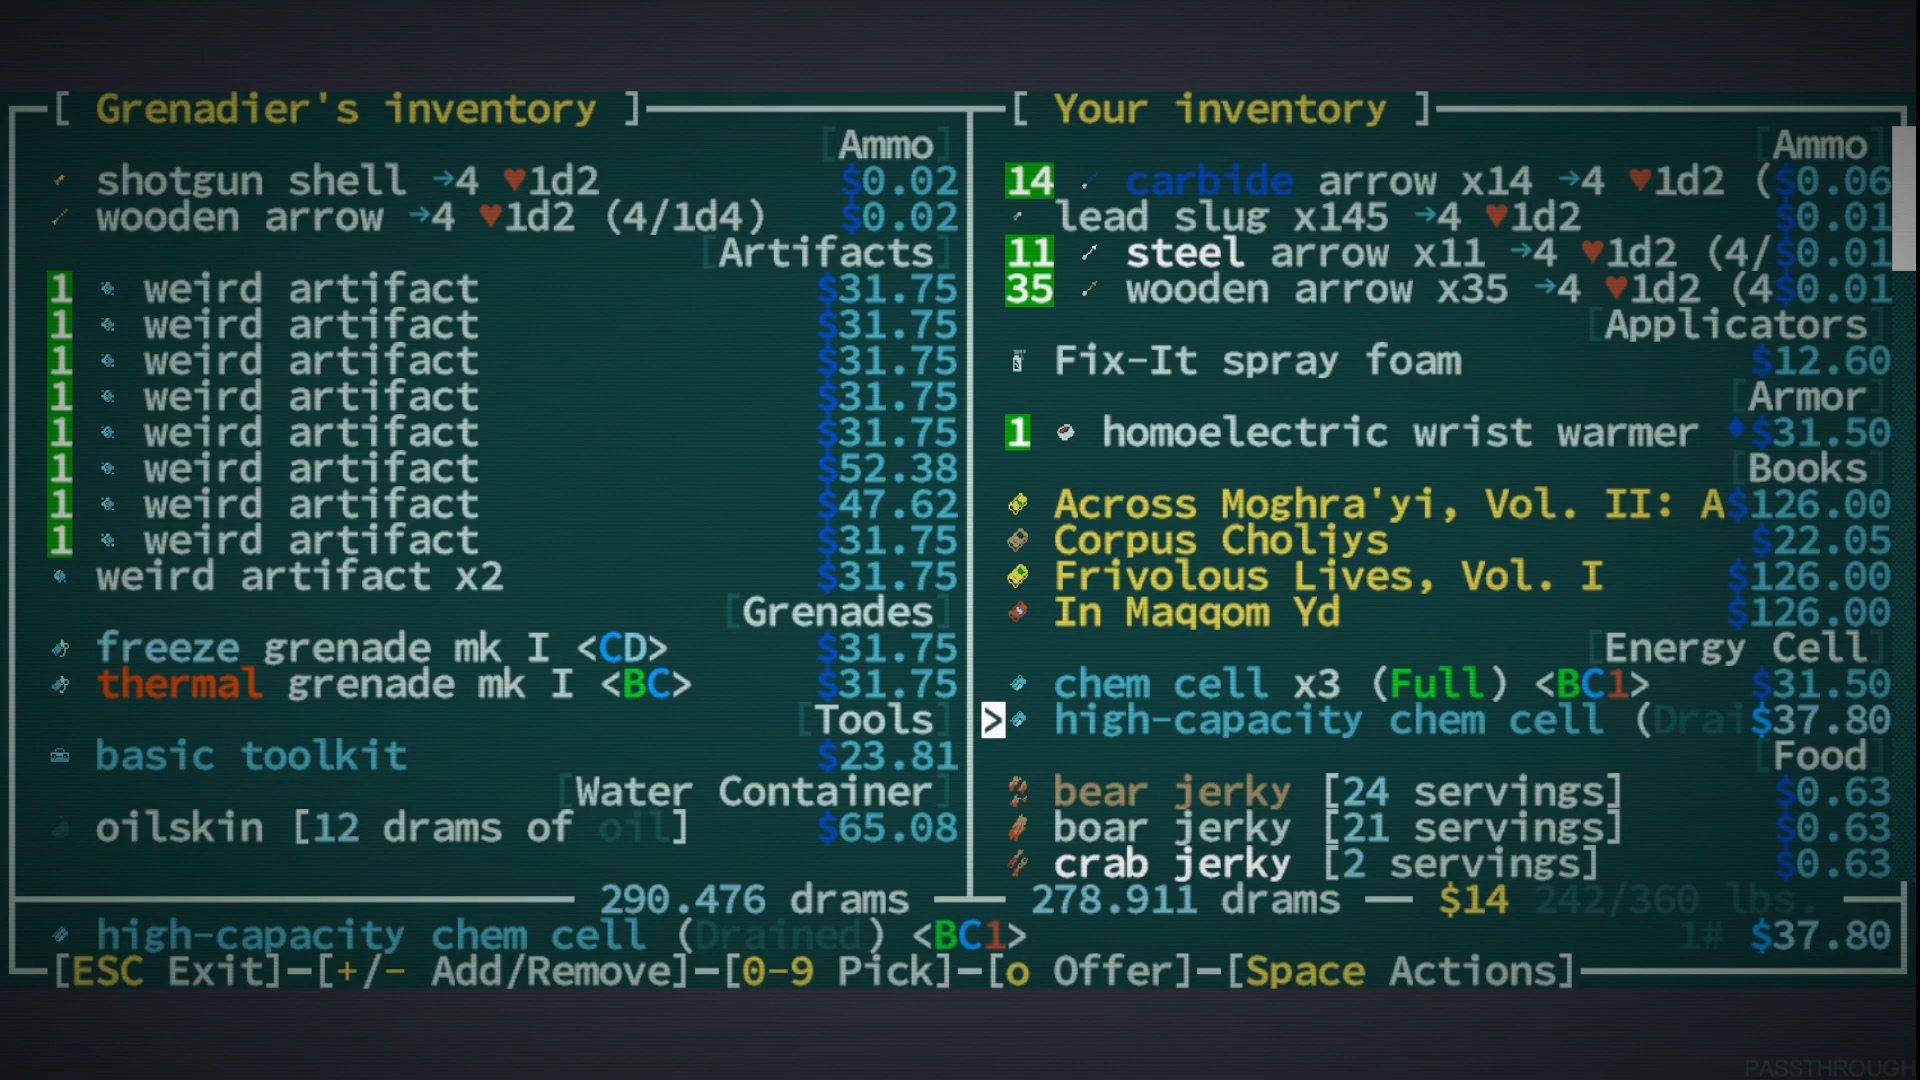 [ Grenadier's inventory ]
[Ammo]
shotgun shell →4 ♥1d2 $0.02
wooden arrow →4 ♥1d2 (4/1d4) $0.02
[Artifacts]
1 weird artifact $31.75
1 weird artifact $31.75
1 weird artifact $31.75
1 weird artifact $31.75
1 weird artifact $31.75
1 weird artifact $52.38
1 weird artifact $47.62
1 weird artifact $31.75
weird artifact x2 $31.75
[Grenades]
freeze grenade mk I <CD> $31.75
thermal grenade mk I <BC> $31.75
[Tools]
basic toolkit $23.81
[Water Container]
oilskin [12 drams of oil] $65.08
290.476 drams
[ Your inventory ]
[Ammo]
14 carbide arrow x14 →4 ♥1d2 ( $0.06
lead slug x145 →4 ♥1d2 $0.01
11 steel arrow x11 →4 ♥1d2 (4/ $0.01
35 wooden arrow x35 →4 ♥1d2 (4 $0.01
[Applicators]
Fix-It spray foam $12.60
[Armor]
1 homoelectric wrist warmer ♦$31.50
[Books]
Across Moghra'yi, Vol. II: A $126.00
Corpus Choliys $22.05
Frivolous Lives, Vol. I $126.00
In Maqqom Yd $126.00
[Energy Cell]
chem cell x3 (Full) <BC1> $31.50
> high-capacity chem cell (Drai $37.80
[Food]
bear jerky [24 servings] $0.63
boar jerky [21 servings] $0.63
crab jerky [2 servings] $0.63
278.911 drams — $14 242/360 lbs.
high-capacity chem cell (Drained) <BC1> 1# $37.80
[ESC Exit]—[+/- Add/Remove]—[0-9 Pick]—[o Offer]—[Space Actions]
PASSTHROUGH